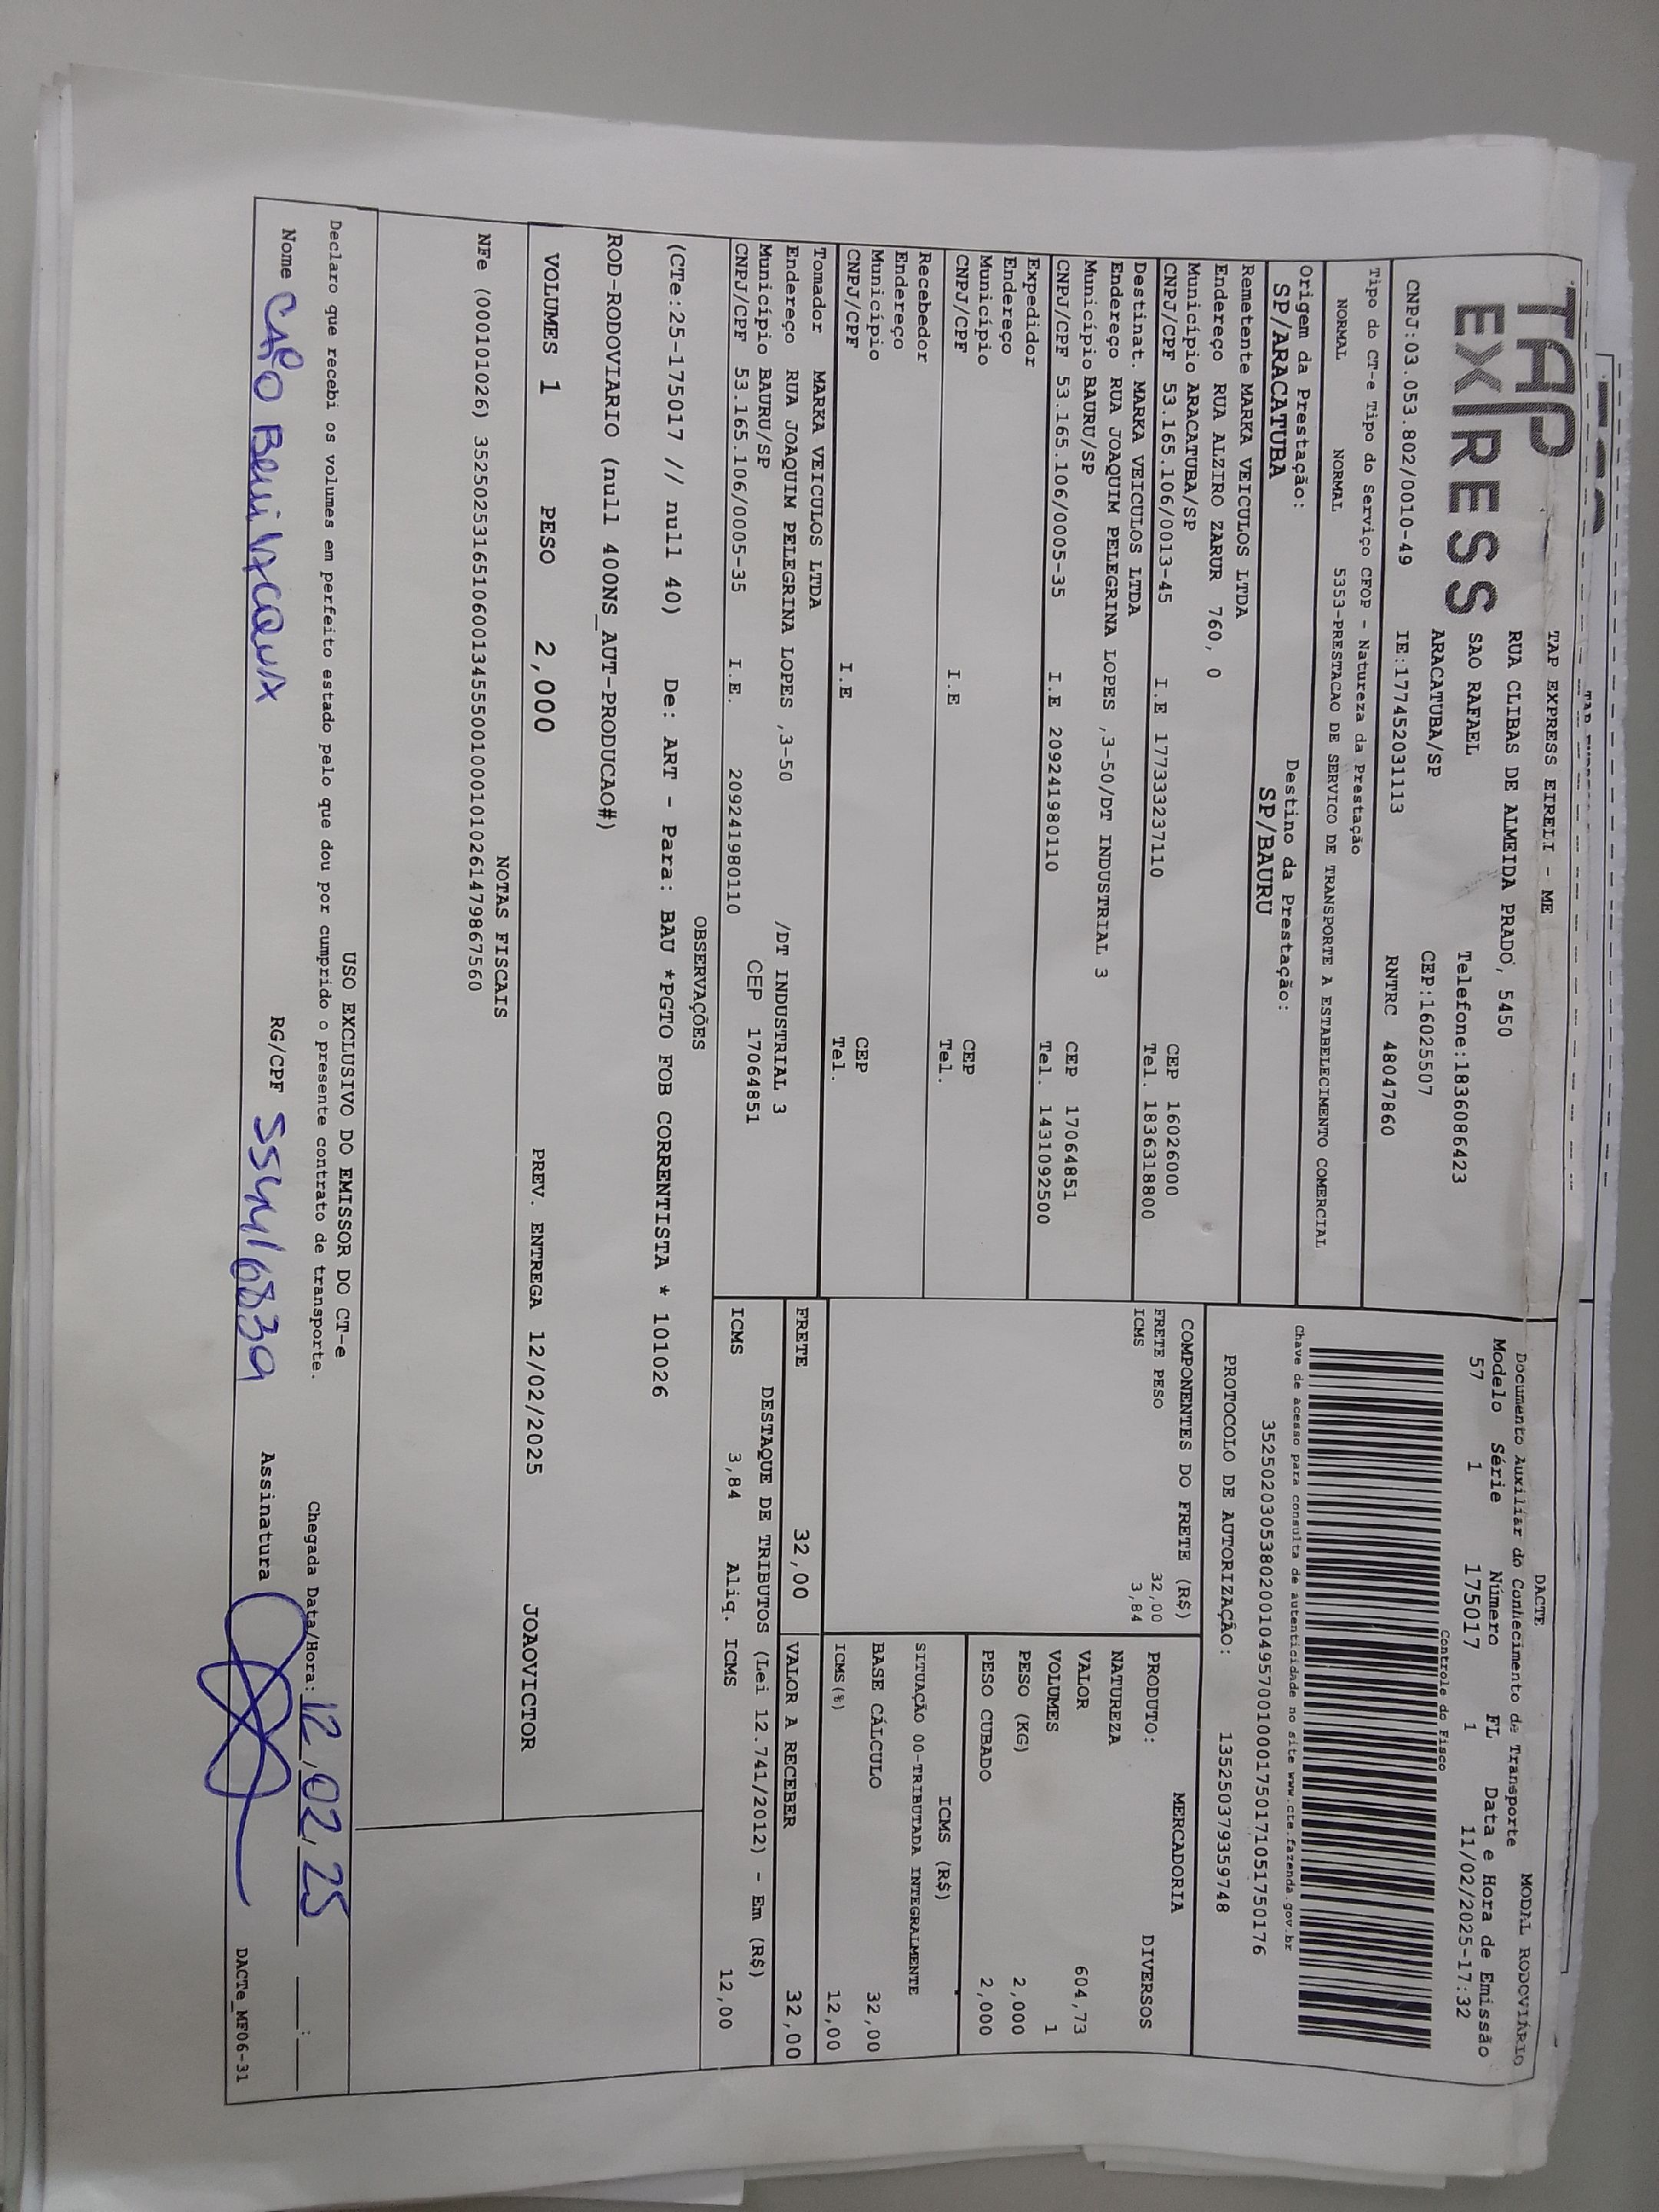 TAP
EXPRESS
TAP EXPRESS EIRELI - ME
RUA CLIBAS DE ALMEIDA PRADO, 5450
SAO RAFAEL
Telefone:1836086423
ARACATUBA/SP
CEP:16025507
CNPJ:03.053.802/0010-49
IE:177452031113
RNTRC 48047860
Tipo do CT-e Tipo do Serviço CFOP - Natureza da Prestação
NORMAL NORMAL 5353-PRESTACAO DE SERVICO DE TRANSPORTE A ESTABELECIMENTO COMERCIAL
Origem da Prestação: Destino da Prestação:
SP/ARACATUBA SP/BAURU
DACTE
MODAL RODOVIÁRIO
Documento Auxiliar do Conhecimento de Transporte
Modelo Série Número FL Data e Hora de Emissão
57 1 175017 1 11/02/2025-17:32
Controle do Fisco
Chave de acesso para consulta de autenticidade no site www.cte.fazenda.gov.br
35250203053802001049570010001750171051750176
PROTOCOLO DE AUTORIZAÇÃO: 135250379359748
Remetente MARKA VEICULOS LTDA
Endereço RUA ALZIRO ZARUR 760, 0
Município ARACATUBA/SP CEP 16026000
CNPJ/CPF 53.165.106/0013-45 I.E 177333237110 Tel. 1836318800
Destinat. MARKA VEICULOS LTDA
Endereço RUA JOAQUIM PELEGRINA LOPES ,3-50/DT INDUSTRIAL 3
Município BAURU/SP CEP 17064851
CNPJ/CPF 53.165.106/0005-35 I.E 209241980110 Tel. 1431092500
Expedidor
Endereço
Município CEP
CNPJ/CPF I.E Tel.
Recebedor
Endereço
Município CEP
CNPJ/CPF I.E Tel.
Tomador MARKA VEICULOS LTDA
Endereço RUA JOAQUIM PELEGRINA LOPES ,3-50 /DT INDUSTRIAL 3
Município BAURU/SP CEP 17064851
CNPJ/CPF 53.165.106/0005-35 I.E. 209241980110
COMPONENTES DO FRETE (R$)
FRETE PESO 32,00
ICMS 3,84
MERCADORIA
PRODUTO: DIVERSOS
NATUREZA
VALOR 604,73
VOLUMES 1
PESO (KG) 2,000
PESO CUBADO 2,000
ICMS (R$)
SITUAÇÃO 00-TRIBUTADA INTEGRALMENTE
BASE CÁLCULO 32,00
ICMS(%) 12,00
FRETE 32,00 VALOR A RECEBER 32,00
DESTAQUE DE TRIBUTOS (Lei 12.741/2012) - Em (R$)
ICMS 3,84 Aliq. ICMS 12,00
OBSERVAÇÕES
(CTe:25-175017 // null 40) De: ART - Para: BAU *PGTO FOB CORRENTISTA * 101026
ROD-RODOVIARIO (null 400NS_AUT-PRODUCAO#)
VOLUMES 1 PESO 2,000 PREV. ENTREGA 12/02/2025 JOAOVICTOR
NOTAS FISCAIS
NFe (000101026) 35250253165106001345550010001010261479867560
USO EXCLUSIVO DO EMISSOR DO CT-e
Declaro que recebi os volumes em perfeito estado pelo que dou por cumprido o presente contrato de transporte.
Chegada Data/Hora: 12/02/25 :
Nome RG/CPF Assinatura
DACTe_MF06-31